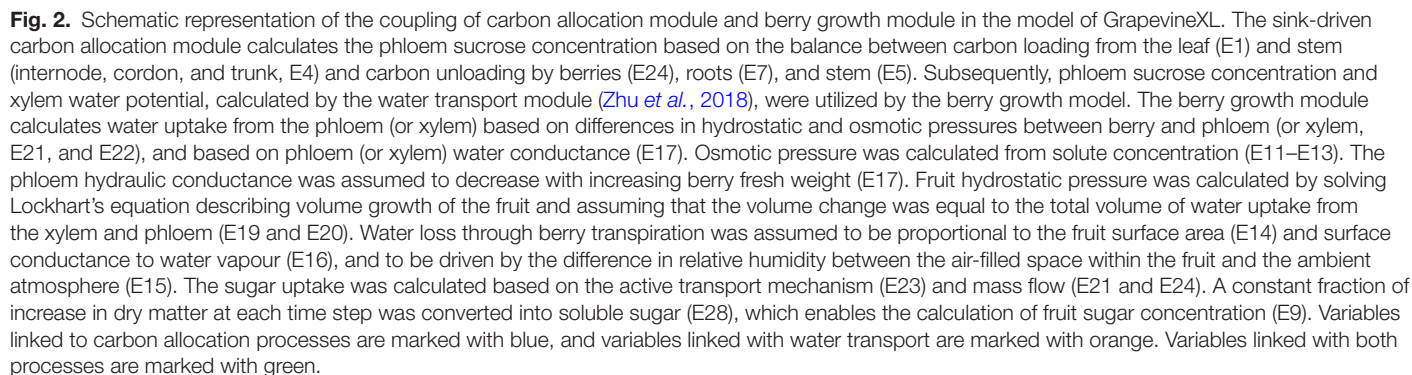 Fig. 2. Schematic representation of the coupling of carbon allocation module and berry growth module in the model of GrapevineXL. The sink-driven
carbon allocation module calculates the phloem sucrose concentration based on the balance between carbon loading from the leaf (E1) and stem
(internode, cordon, and trunk, E4) and carbon unloading by berries (E24), roots (E7), and stem (E5). Subsequently, phloem sucrose concentration and
xylem water potential, calculated by the water transport module (Zhu et al., 2018), were utilized by the berry growth model. The berry growth module
calculates water uptake from the phloem (or xylem) based on differences in hydrostatic and osmotic pressures between berry and phloem (or xylem,
E21, and E22), and based on phloem (or xylem) water conductance (E17). Osmotic pressure was calculated from solute concentration (E11–E13). The
phloem hydraulic conductance was assumed to decrease with increasing berry fresh weight (E17). Fruit hydrostatic pressure was calculated by solving
Lockhart's equation describing volume growth of the fruit and assuming that the volume change was equal to the total volume of water uptake from
the xylem and phloem (E19 and E20). Water loss through berry transpiration was assumed to be proportional to the fruit surface area (E14) and surface
conductance to water vapour (E16), and to be driven by the difference in relative humidity between the air-filled space within the fruit and the ambient
atmosphere (E15). The sugar uptake was calculated based on the active transport mechanism (E23) and mass flow (E21 and E24). A constant fraction of
increase in dry matter at each time step was converted into soluble sugar (E28), which enables the calculation of fruit sugar concentration (E9). Variables
linked to carbon allocation processes are marked with blue, and variables linked with water transport are marked with orange. Variables linked with both
processes are marked with green.